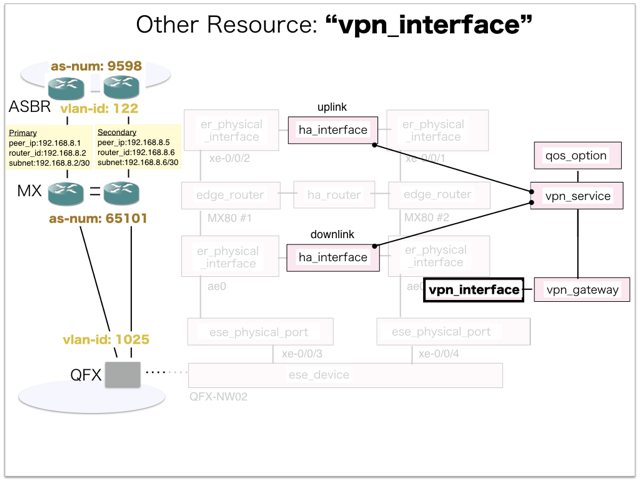 Other Resource: “vpn_interface”
as-num: 9598
ASBR
vlan-id: 122
Primary
peer_ip:192.168.8.1
router_id:192.168.8.2
subnet:192.168.8.2/30
Secondary
peer_ip:192.168.8.5
router_id:192.168.8.6
subnet:192.168.8.6/30
MX
as-num: 65101
vlan-id: 1025
QFX
uplink
er_physical
_interface
ha_interface
er_physical
_interface
xe-0/0/2
xe-0/0/1
edge_router
ha_router
edge_router
MX80 #1
MX80 #2
downlink
er_physical
_interface
ha_interface
er_physical
_interface
ae0
ae0
ese_physical_port
ese_physical_port
xe-0/0/3
xe-0/0/4
ese_device
QFX-NW02
qos_option
vpn_service
vpn_interface
vpn_gateway